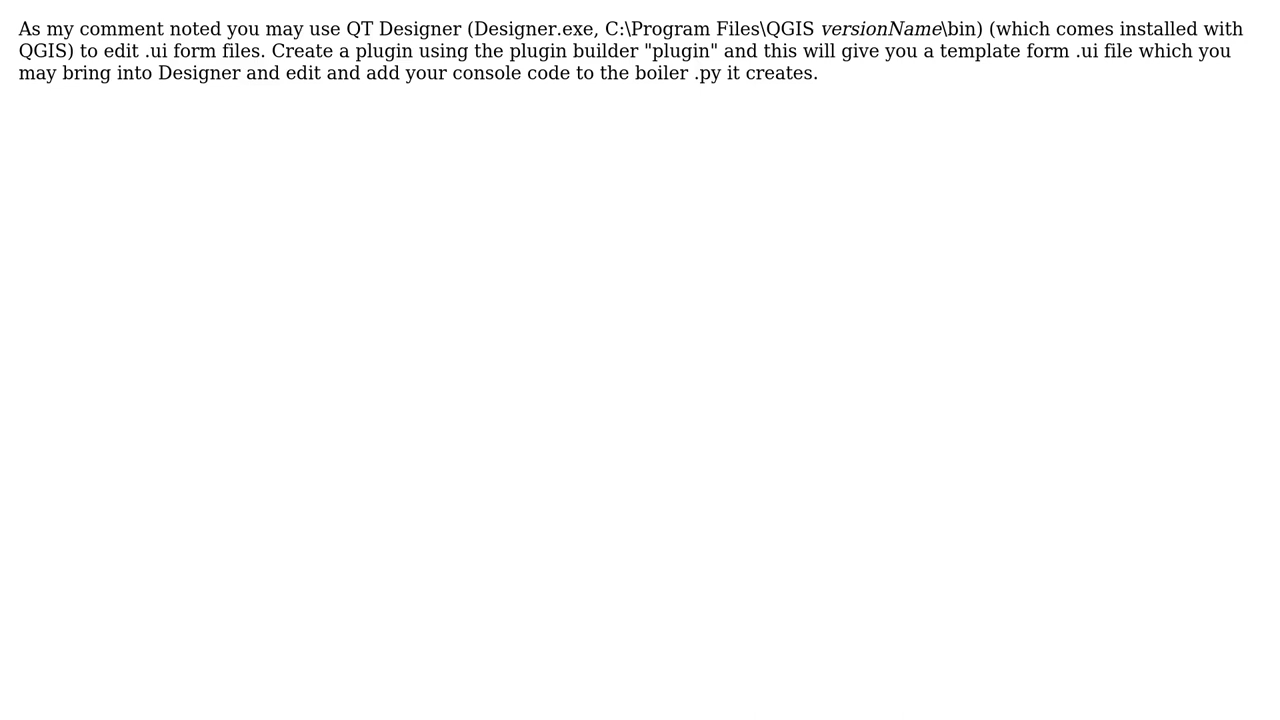 As my comment noted you may use QT Designer (Designer.exe, C:\Program Files\QGIS versionName\bin) (which comes installed with
QGIS) to edit .ui form files. Create a plugin using the plugin builder "plugin" and this will give you a template form .ui file which you
may bring into Designer and edit and add your console code to the boiler .py it creates.